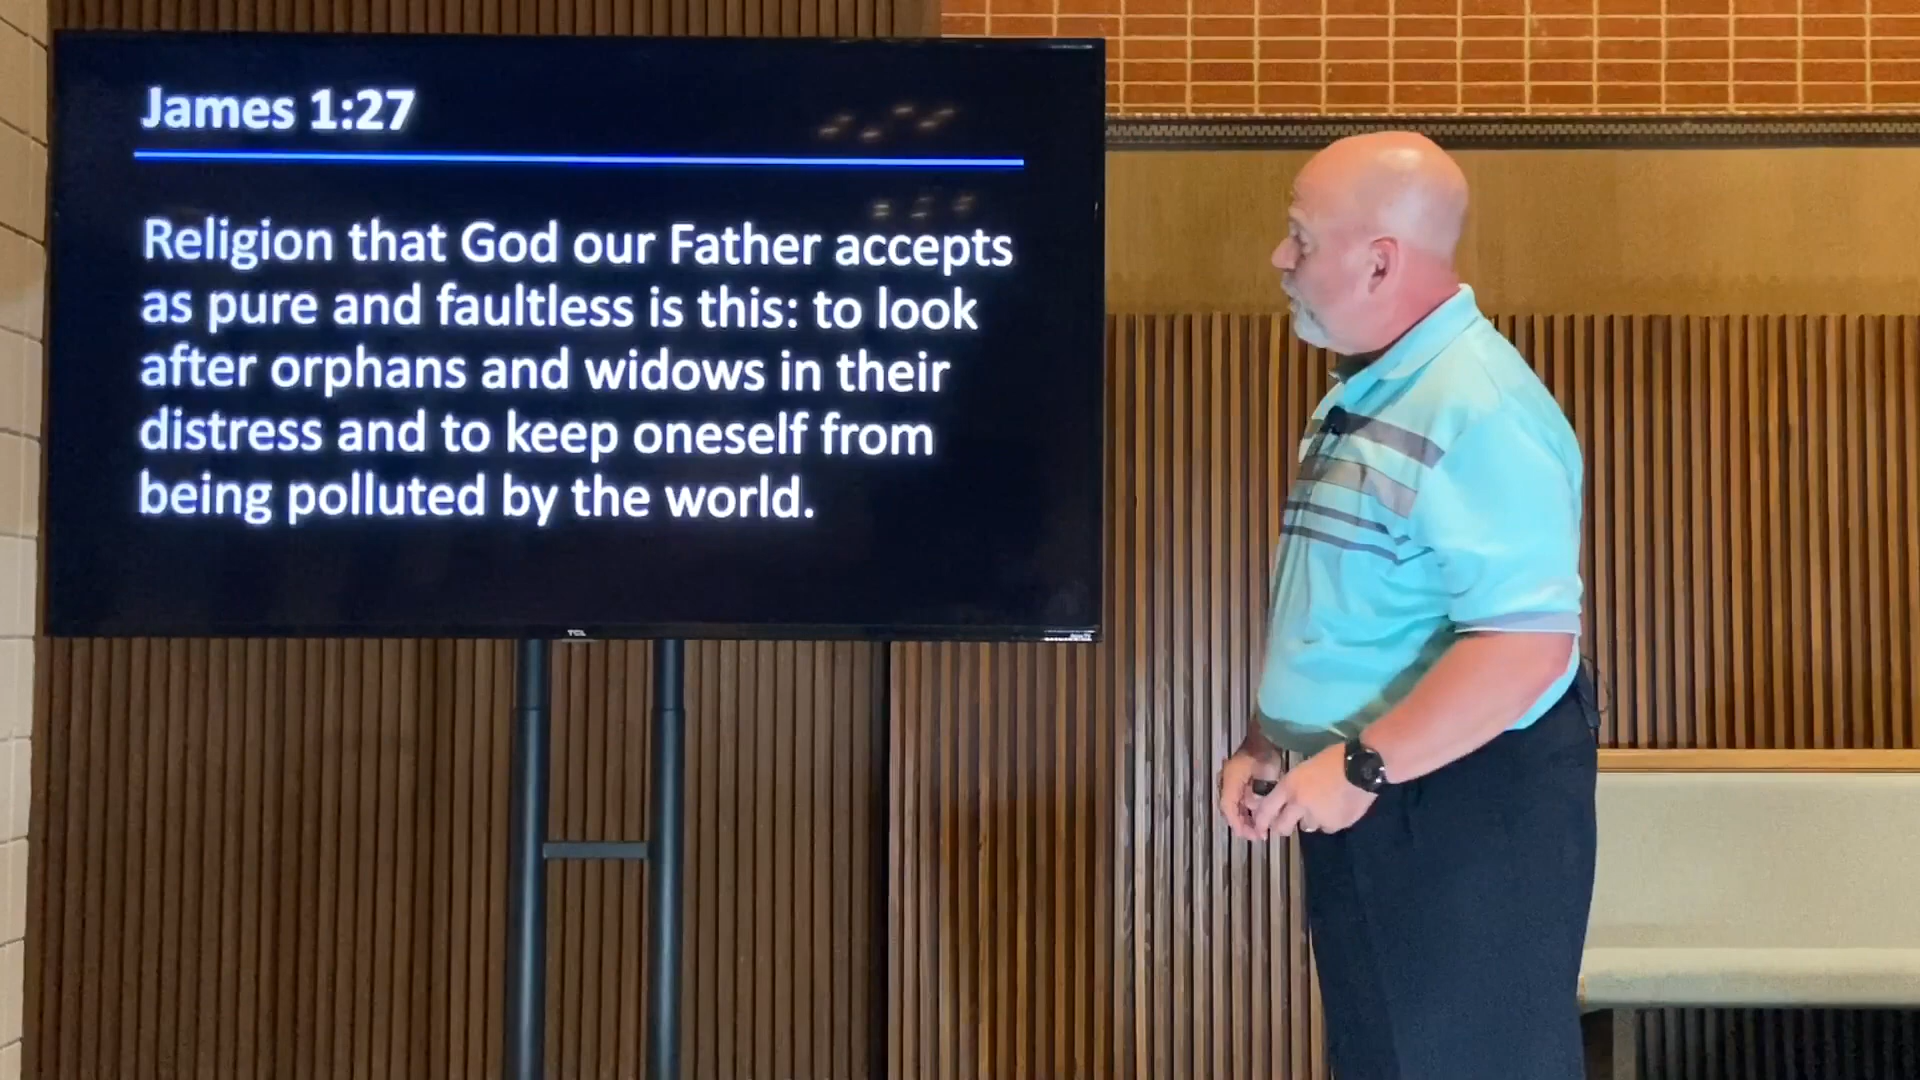 James 1:27
Religion that God our Father accepts
as pure and faultless is this: to look
after orphans and widows in their
distress and to keep oneself from
being polluted by the world.
TCL